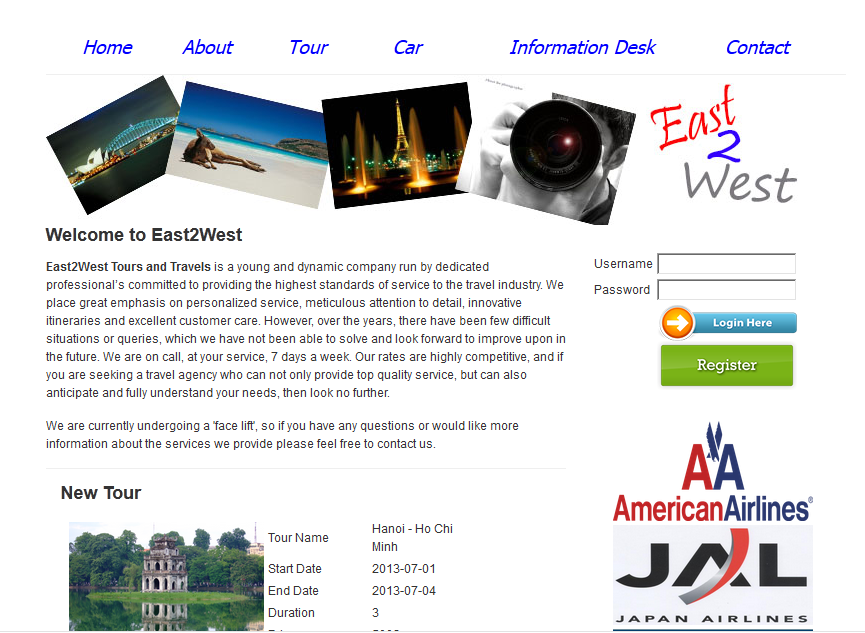 Home About Tour Car Information Desk Contact
East
2
West
Welcome to East2West
East2West Tours and Travels is a young and dynamic company run by dedicated
professional's committed to providing the highest standards of service to the travel industry. We
place great emphasis on personalized service, meticulous attention to detail, innovative
itineraries and excellent customer care. However, over the years, there have been few difficult
situations or queries, which we have not been able to solve and look forward to improve upon in
the future. We are on call, at your service, 7 days a week. Our rates are highly competitive, and if
you are seeking a travel agency who can not only provide top quality service, but can also
anticipate and fully understand your needs, then look no further.
We are currently undergoing a 'face lift', so if you have any questions or would like more
information about the services we provide please feel free to contact us.
Username
Password
Login Here
Register
AA
AmericanAirlines®
JAL
JAPAN AIRLINES
New Tour
Tour Name Hanoi - Ho Chi
Minh
Start Date 2013-07-01
End Date 2013-07-04
Duration 3